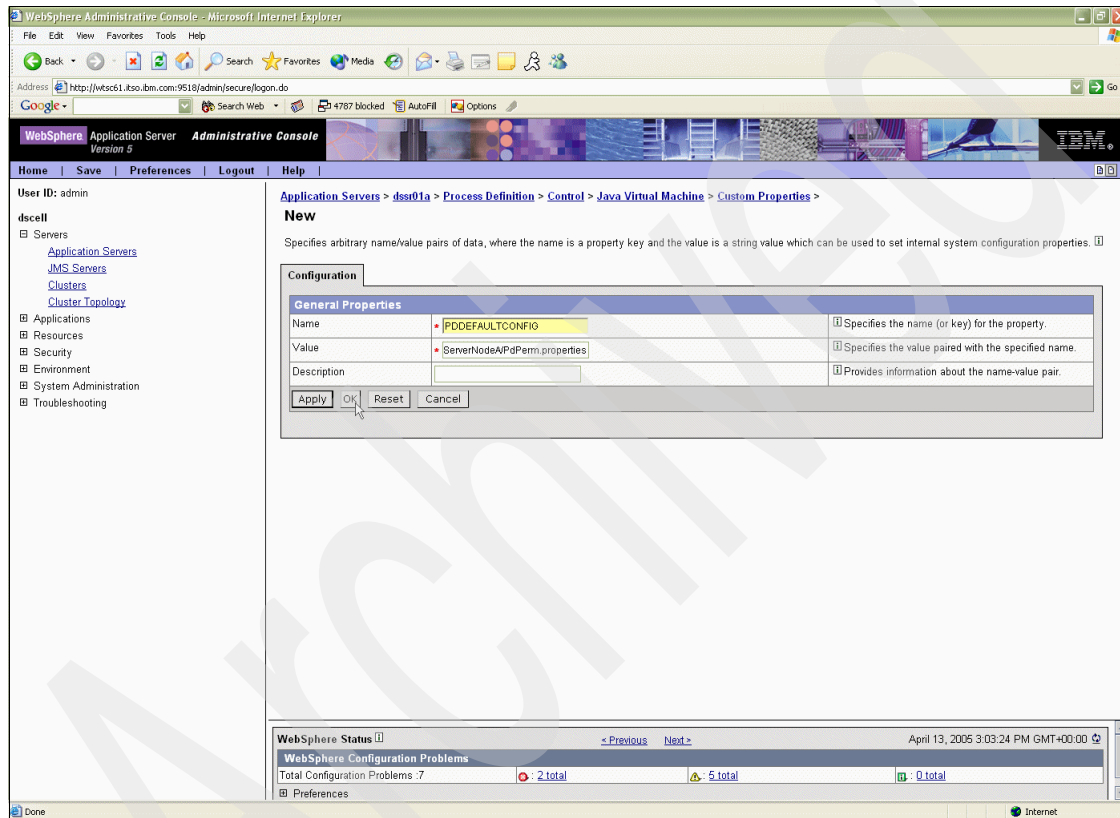 WebSphere Administrative Console - Microsoft Internet Explorer
File Edit View Favorites Tools Help
Back Search Favorites Media
Address http://wtsc61.itso.ibm.com:9518/admin/secure/logon.do Go
Google Search Web 4787 blocked AutoFill Options
WebSphere Application Server Administrative Console
Version 5
IBM
Home | Save | Preferences | Logout | Help |
User ID: admin
dscell
Servers
Application Servers
JMS Servers
Clusters
Cluster Topology
Applications
Resources
Security
Environment
System Administration
Troubleshooting
Application Servers > dssr01a > Process Definition > Control > Java Virtual Machine > Custom Properties >
New
Specifies arbitrary name/value pairs of data, where the name is a property key and the value is a string value which can be used to set internal system configuration properties.
Configuration
General Properties
Name * PDDEFAULTCONFIG Specifies the name (or key) for the property.
Value * ServerNodeA/PdPerm.properties Specifies the value paired with the specified name.
Description Provides information about the name-value pair.
Apply OK Reset Cancel
WebSphere Status < Previous Next > April 13, 2005 3:03:24 PM GMT+00:00
WebSphere Configuration Problems
Total Configuration Problems :7 : 2 total : 5 total : 0 total
Preferences
Done Internet
Archived